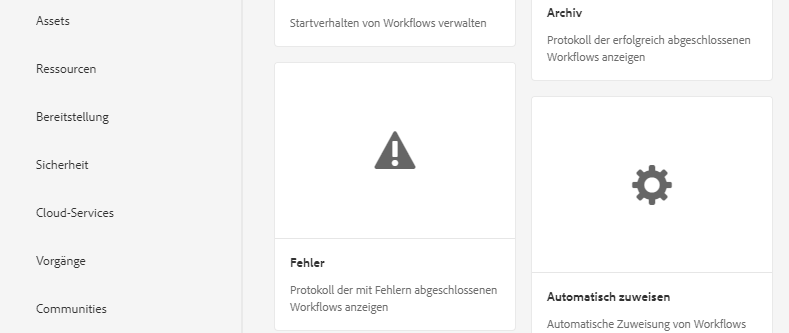 Assets
Ressourcen
Bereitstellung
Sicherheit
Cloud-Services
Vorgänge
Communities
Startverhalten von Workflows verwalten
Fehler
Protokoll der mit Fehlern abgeschlossenen
Workflows anzeigen
Archiv
Protokoll der erfolgreich abgeschlossenen
Workflows anzeigen
Automatisch zuweisen
Automatische Zuweisung von Workflows